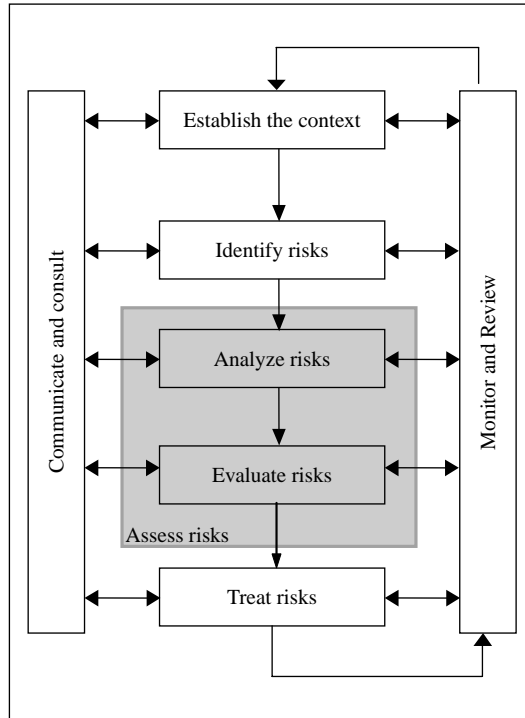 Establish the context
Identify risks
Analyze risks
Evaluate risks
Assess risks
Treat risks
Communicate and consult
Monitor and Review